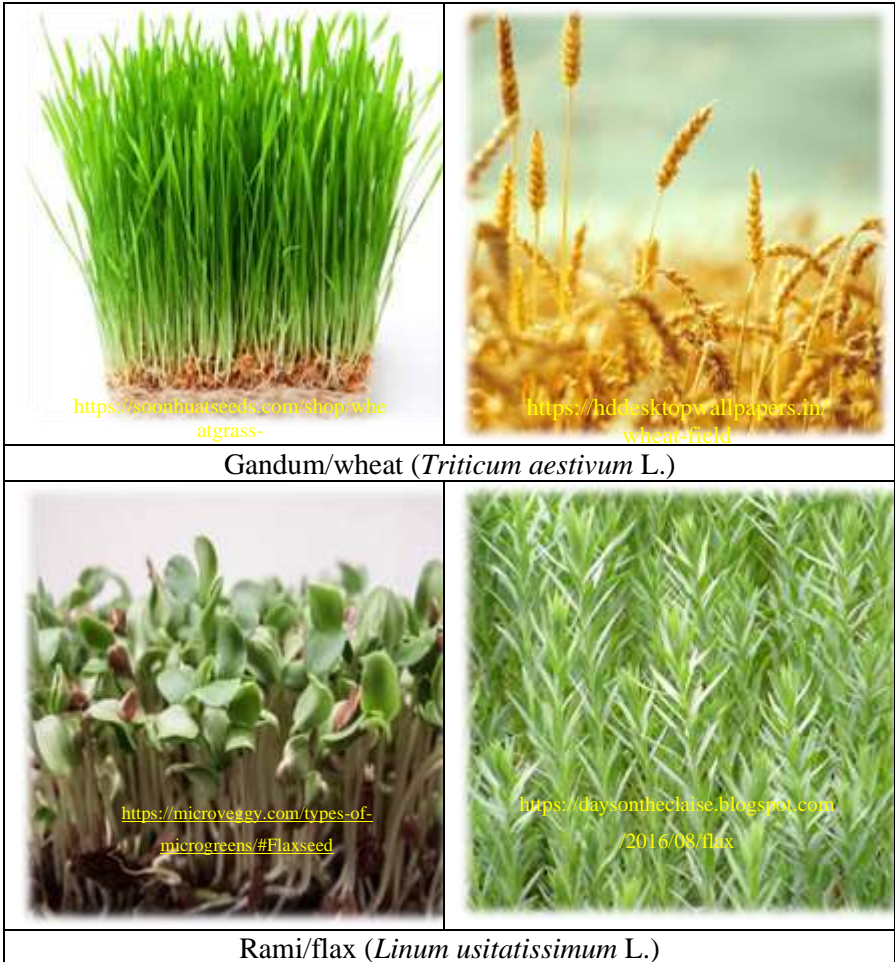 https://soonhuatseeds.com/shop/whe
atgrass-
https://hddesktopwallpapers.in/
wheat-field
Gandum/wheat (Triticum aestivum L.)
https://microveggy.com/types-of-
microgreens/#Flaxseed
https://daysontheclaise.blogspot.com
/2016/08/flax
Rami/flax (Linum usitatissimum L.)